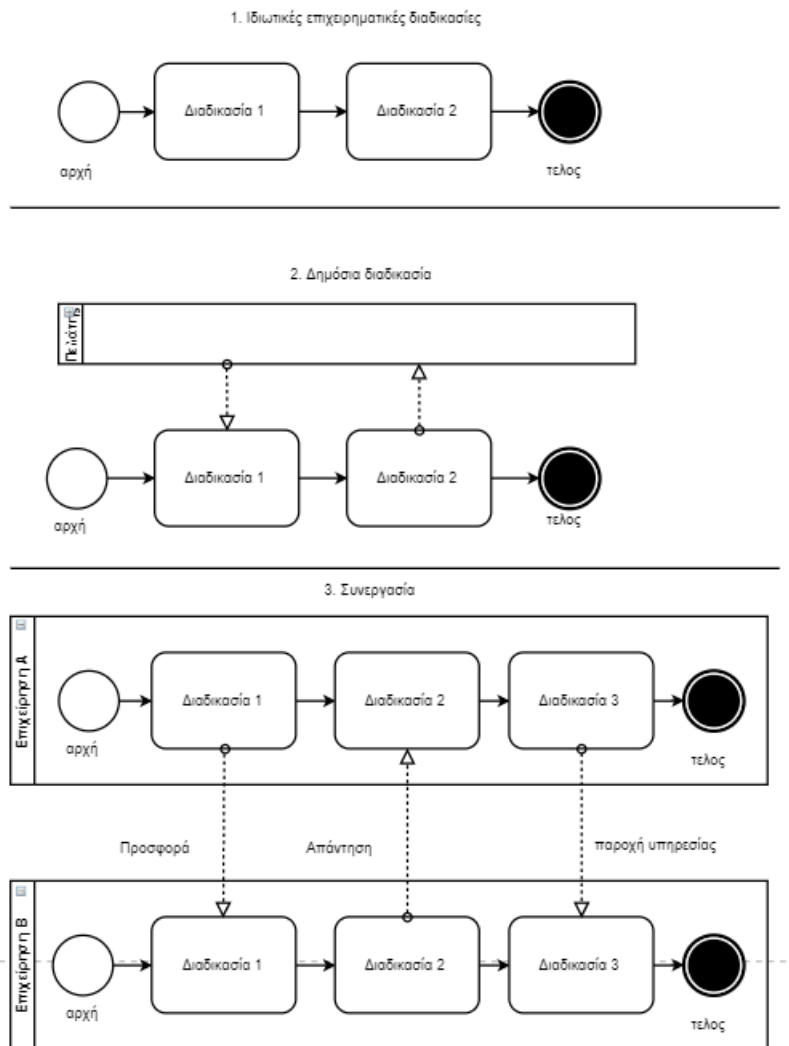 1. Ιδιωτικές επιχειρηματικές διαδικασίες
Διαδικασία 1
Διαδικασία 2
αρχή
τελος
2. Δημόσια διαδικασία
Πελάτης
Διαδικασία 1
Διαδικασία 2
αρχή
τελος
3. Συνεργασία
Επιχείρηση Α
Διαδικασία 1
Διαδικασία 2
Διαδικασία 3
αρχή
τελος
Προσφορά
Απάντηση
παροχή υπηρεσίας
Επιχείρηση Β
Διαδικασία 1
Διαδικασία 2
Διαδικασία 3
αρχή
τελος